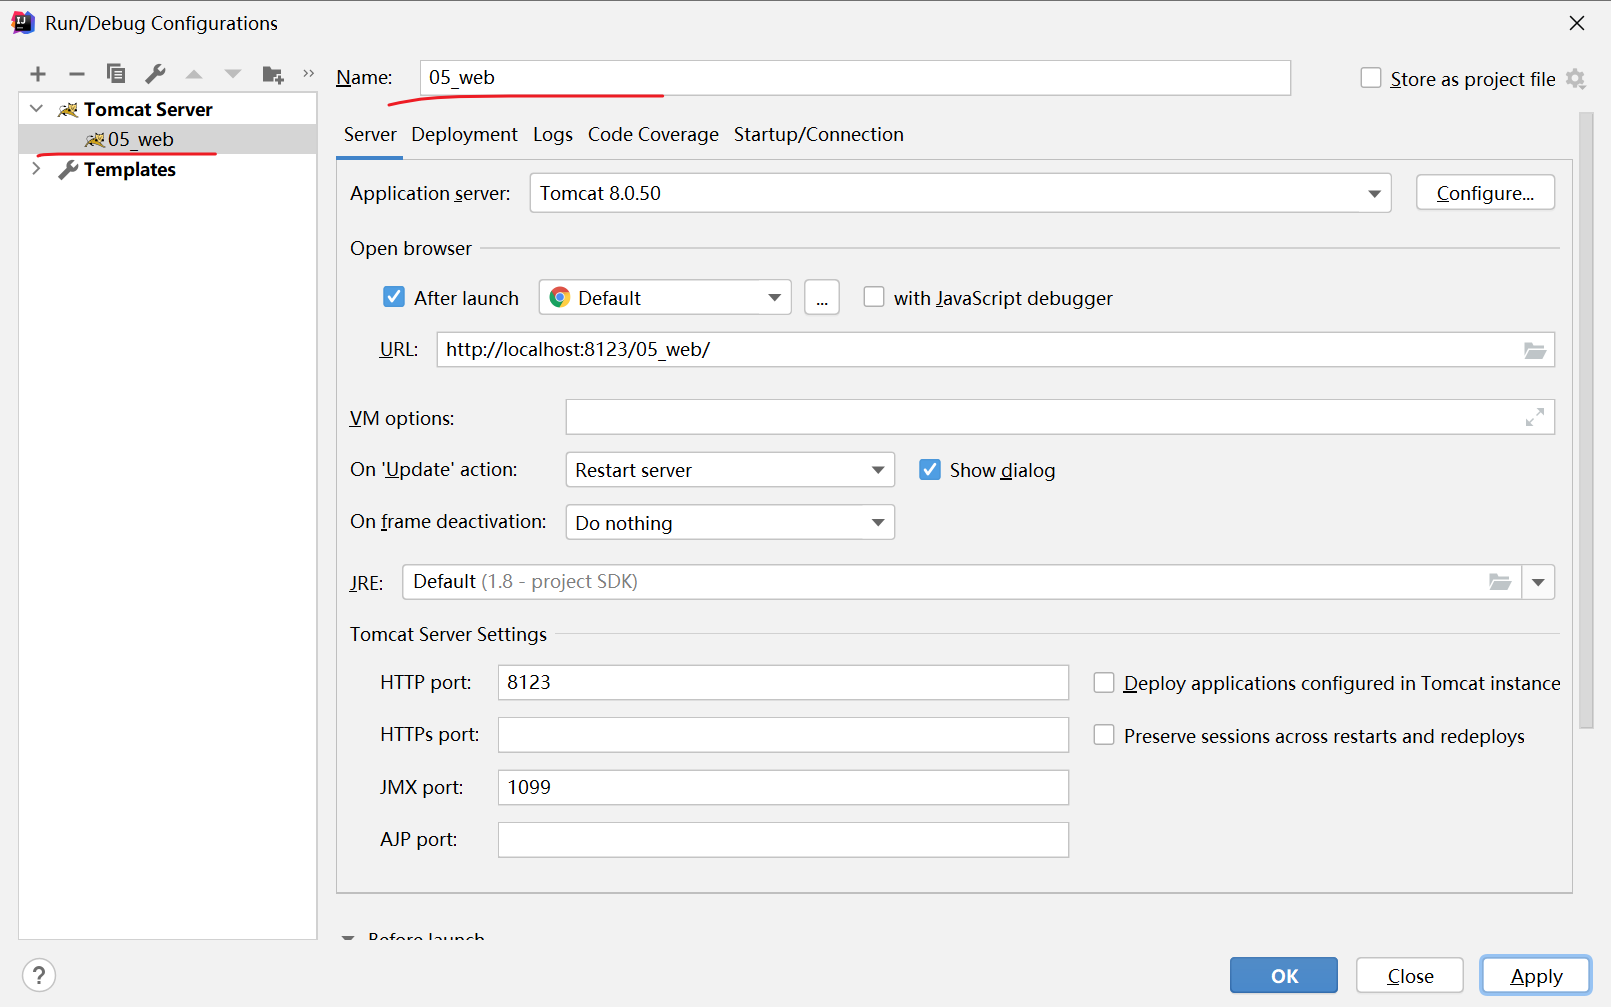 Run/Debug Configurations
Name: 05_web
Store as project file
Tomcat Server
05_web
Templates
Server Deployment Logs Code Coverage Startup/Connection
Application server: Tomcat 8.0.50 Configure...
Open browser
After launch Default ... with JavaScript debugger
URL: http://localhost:8123/05_web/
VM options:
On 'Update' action: Restart server Show dialog
On frame deactivation: Do nothing
JRE: Default (1.8 - project SDK)
Tomcat Server Settings
HTTP port: 8123 Deploy applications configured in Tomcat instance
HTTPs port: Preserve sessions across restarts and redeploys
JMX port: 1099
AJP port:
Before launch
? OK Close Apply